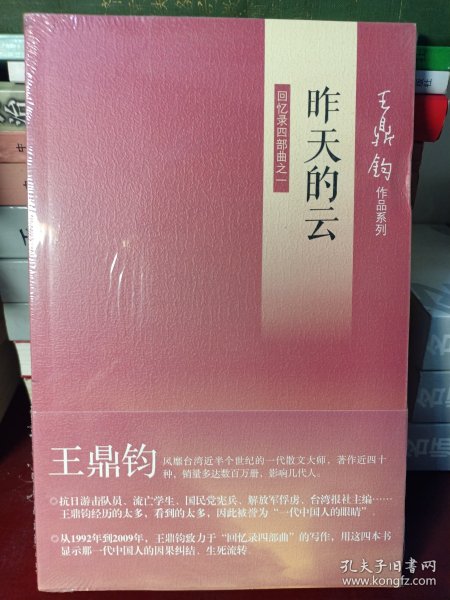 昨天的云
回忆录四部曲之一
王鼎钧
作品系列
王鼎钧
风靡台湾近半个世纪的一代散文大师，著作近四十
种，销量多达数百万册，影响几代人。
抗日游击队员、流亡学生、国民党宪兵、解放军俘虏、台湾报社主编……
王鼎钧经历的太多，看到的太多，因此被誉为“一代中国人的眼睛”。
从1992年到2009年，王鼎钧致力于“回忆录四部曲”的写作，用这四本书
显示那一代中国人的因果纠结、生死流转。
孔夫子旧书网